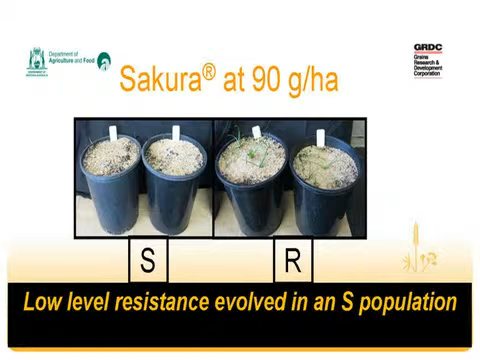 Department of
Agriculture and Food
GRDC
Grains
Research &
Development
Corporation
Sakura® at 90 g/ha
S
R
Low level resistance evolved in an S population